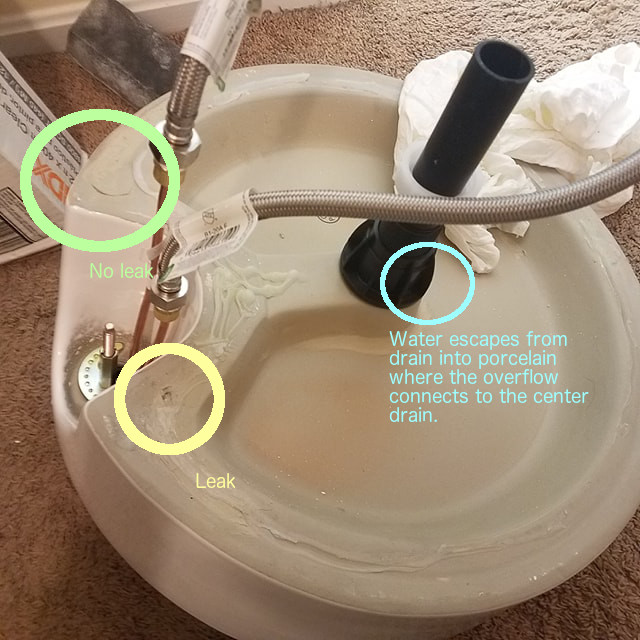 No leak
Water escapes from
drain into porcelain
where the overflow
connects to the center
drain.
Leak